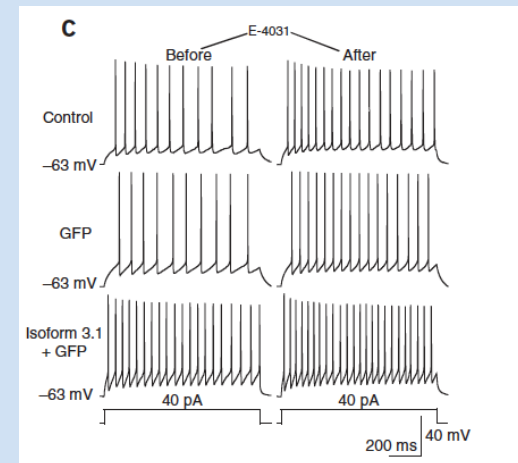 C
E-4031
Before After
Control
–63 mV
GFP
–63 mV
Isoform 3.1
+ GFP
–63 mV
40 pA 40 pA
40 mV
200 ms